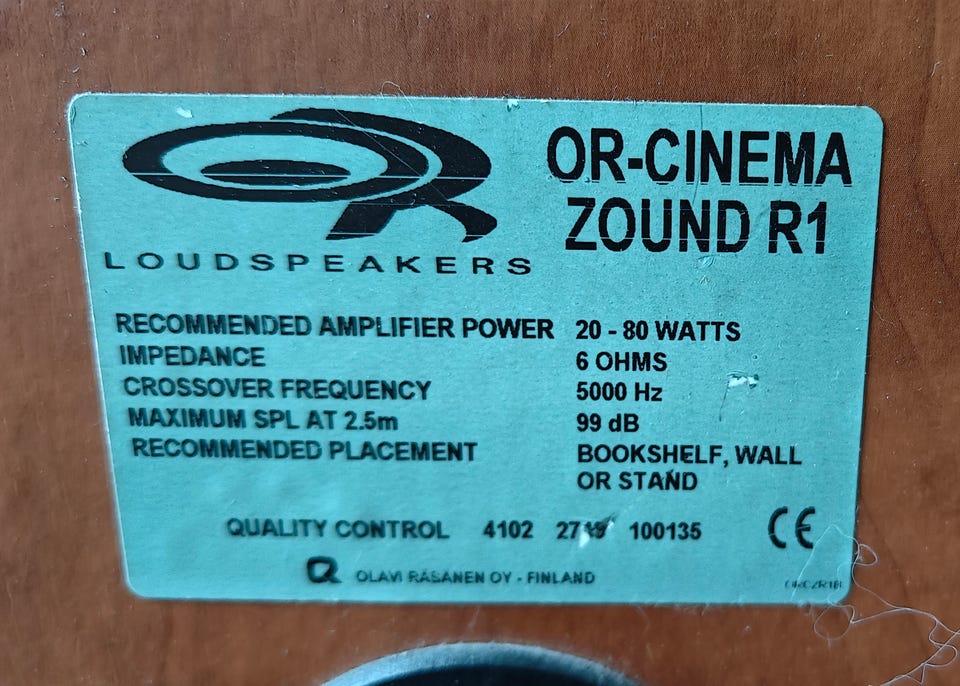 OR
LOUDSPEAKERS
OR-CINEMA
ZOUND R1
RECOMMENDED AMPLIFIER POWER 20 - 80 WATTS
IMPEDANCE 6 OHMS
CROSSOVER FREQUENCY 5000 Hz
MAXIMUM SPL AT 2.5m 99 dB
RECOMMENDED PLACEMENT BOOKSHELF, WALL
OR STAND
QUALITY CONTROL 4102 100135 CE
OLAVI RÄSÄNEN OY - FINLAND